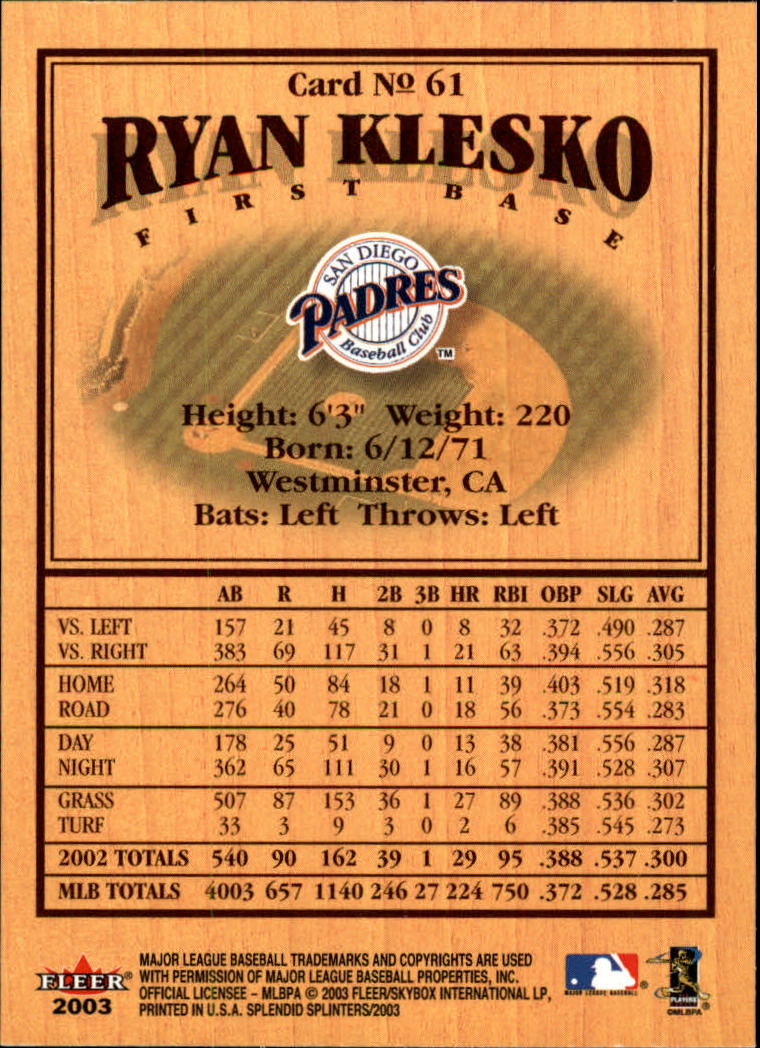 Card Nº 61
RYAN KLESKO
FIRST BASE
SAN DIEGO
PADRES
Baseball Club
TM
Height: 6'3" Weight: 220
Born: 6/12/71
Westminster, CA
Bats: Left Throws: Left
AB R H 2B 3B HR RBI OBP SLG AVG
VS. LEFT 157 21 45 8 0 8 32 .372 .490 .287
VS. RIGHT 383 69 117 31 1 21 63 .394 .556 .305
HOME 264 50 84 18 1 11 39 .403 .519 .318
ROAD 276 40 78 21 0 18 56 .373 .554 .283
DAY 178 25 51 9 0 13 38 .381 .556 .287
NIGHT 362 65 111 30 1 16 57 .391 .528 .307
GRASS 507 87 153 36 1 27 89 .388 .536 .302
TURF 33 3 9 3 0 2 6 .385 .545 .273
2002 TOTALS 540 90 162 39 1 29 95 .388 .537 .300
MLB TOTALS 4003 657 1140 246 27 224 750 .372 .528 .285
FLEER®
2003
MAJOR LEAGUE BASEBALL TRADEMARKS AND COPYRIGHTS ARE USED
WITH PERMISSION OF MAJOR LEAGUE BASEBALL PROPERTIES, INC.
OFFICIAL LICENSEE – MLBPA © 2003 FLEER/SKYBOX INTERNATIONAL LP,
PRINTED IN U.S.A. SPLENDID SPLINTERS/2003
MAJOR LEAGUE BASEBALL
®
PLAYERS
©MLBPA